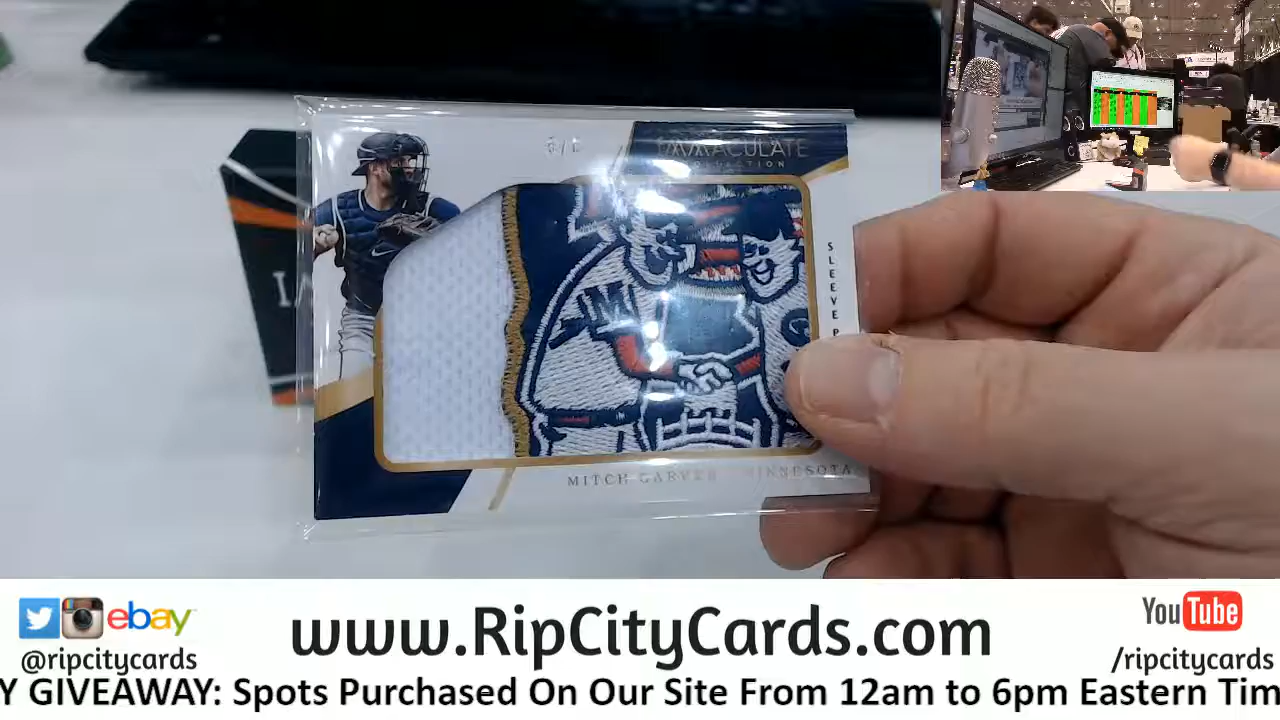 IMMACULATE
COLLECTION
SLEEVE P
M
MITCH GARVER MINNESOTA
ebay
@ripcitycards
www.RipCityCards.com
YouTube
/ripcitycards
Y GIVEAWAY: Spots Purchased On Our Site From 12am to 6pm Eastern Tim